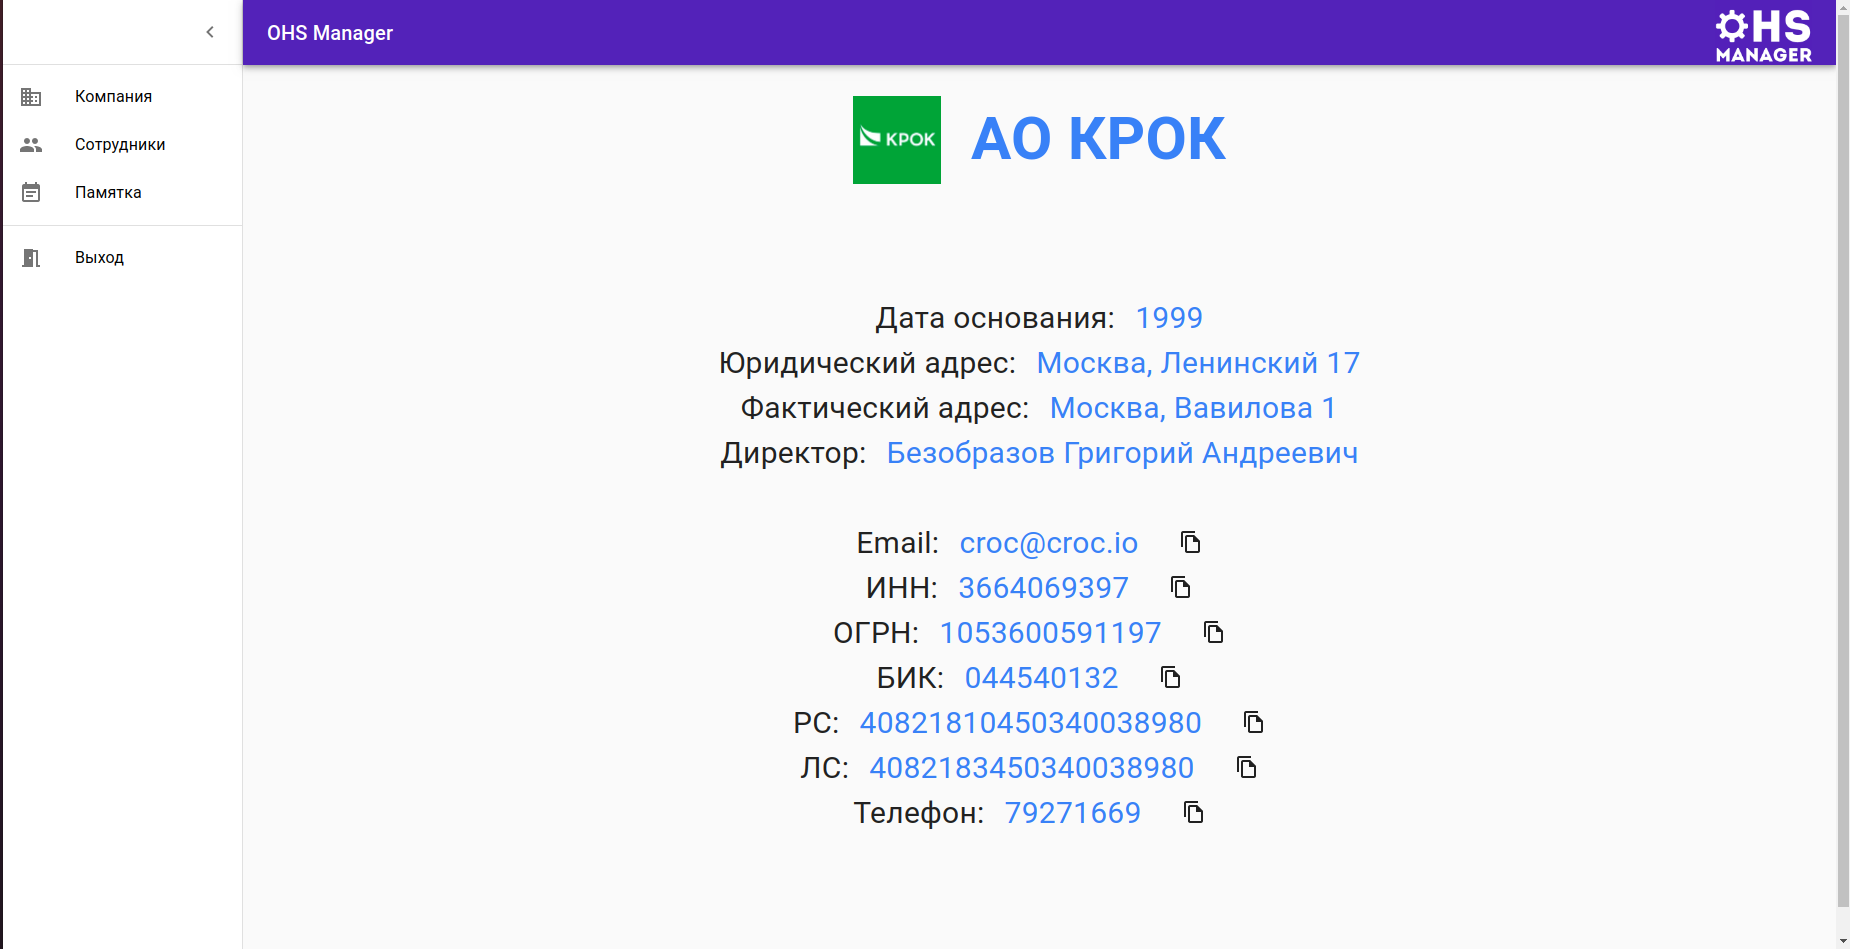 OHS Manager
OHS
MANAGER
Компания
Сотрудники
Памятка
Выход
КРОК
АО КРОК
Дата основания: 1999
Юридический адрес: Москва, Ленинский 17
Фактический адрес: Москва, Вавилова 1
Директор: Безобразов Григорий Андреевич
Email: croc@croc.io
ИНН: 3664069397
ОГРН: 1053600591197
БИК: 044540132
РС: 40821810450340038980
ЛС: 4082183450340038980
Телефон: 79271669